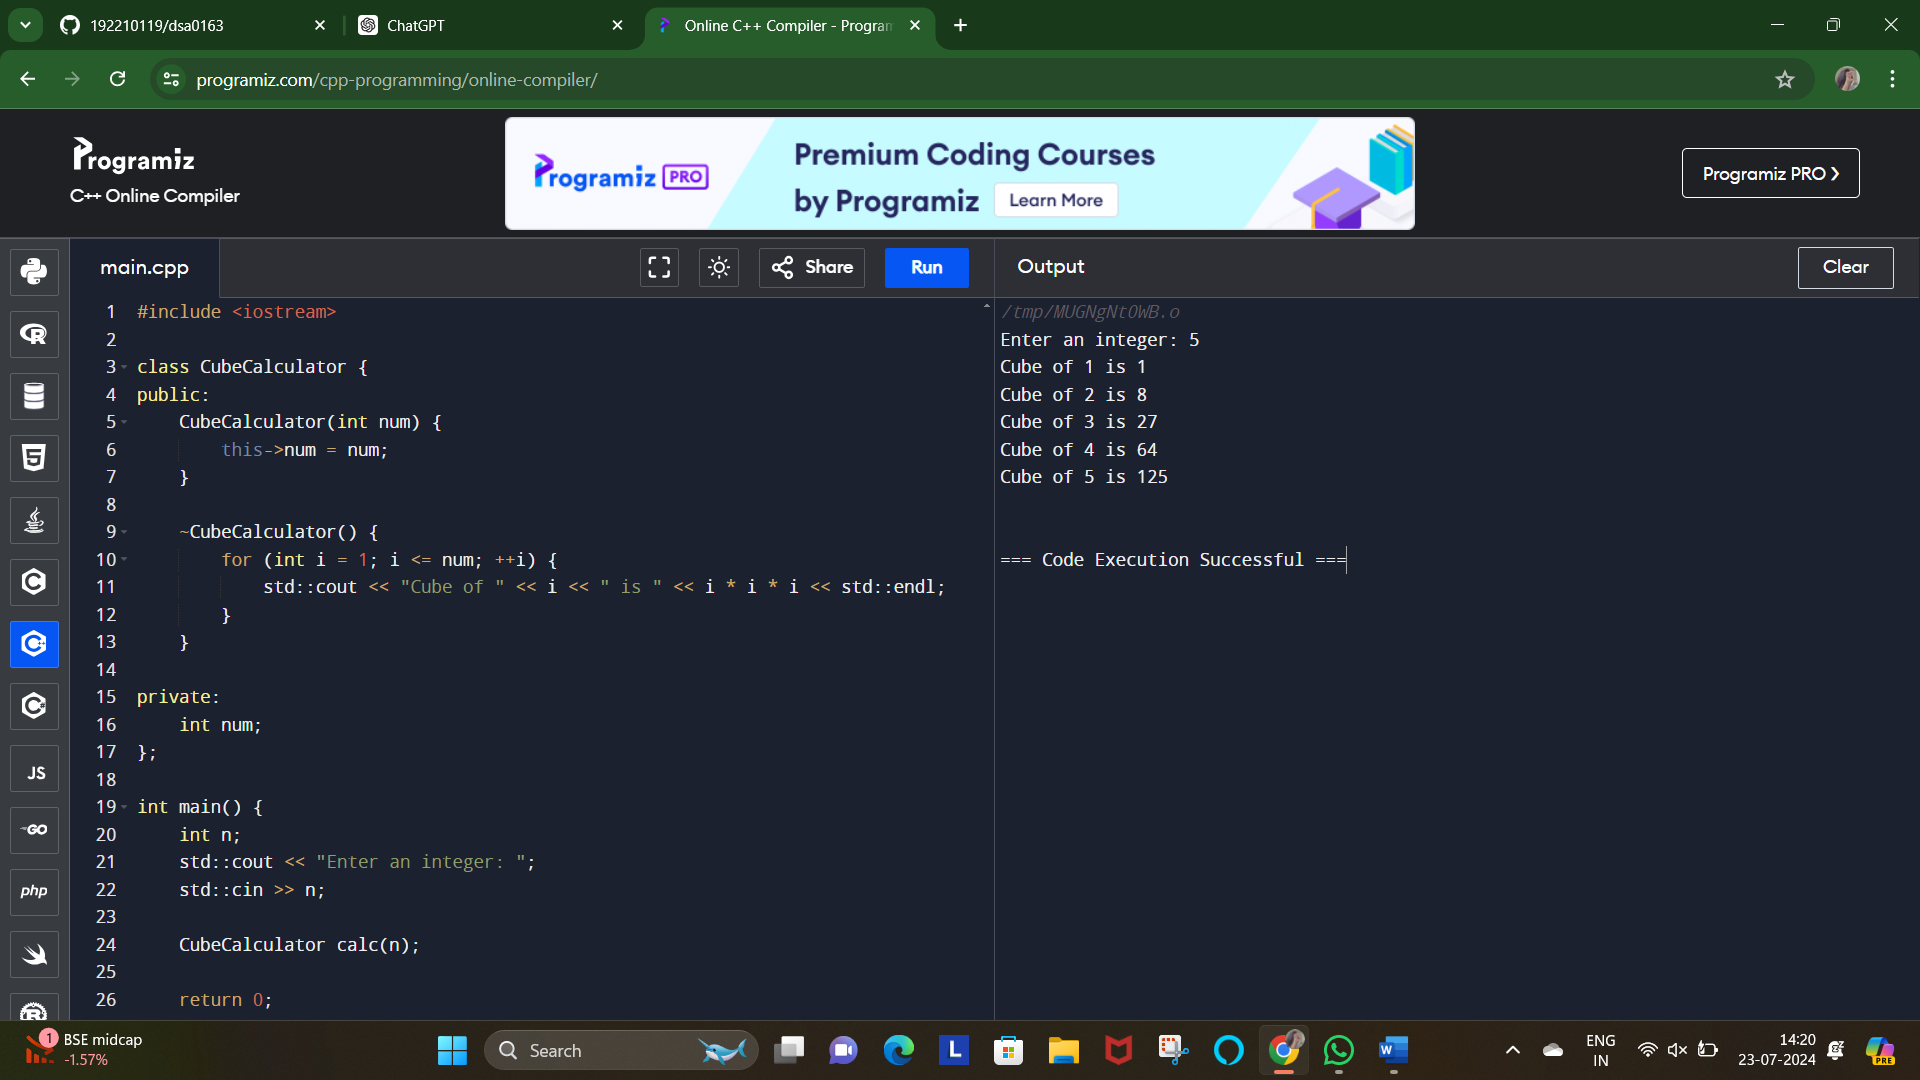 192210119/dsa0163
ChatGPT
Online C++ Compiler - Program
programiz.com/cpp-programming/online-compiler/
Programiz
C++ Online Compiler
Programiz PRO
Premium Coding Courses
by Programiz
Learn More
Programiz PRO ❯
main.cpp
Share
Run
Output
Clear
1 #include <iostream>
2
3 class CubeCalculator {
4 public:
5     CubeCalculator(int num) {
6         this->num = num;
7     }
8
9     ~CubeCalculator() {
10         for (int i = 1; i <= num; ++i) {
11             std::cout << "Cube of " << i << " is " << i * i * i << std::endl;
12         }
13     }
14
15 private:
16     int num;
17 };
18
19 int main() {
20     int n;
21     std::cout << "Enter an integer: ";
22     std::cin >> n;
23
24     CubeCalculator calc(n);
25
26     return 0;
/tmp/MUGNgNt0WB.o
Enter an integer: 5
Cube of 1 is 1
Cube of 2 is 8
Cube of 3 is 27
Cube of 4 is 64
Cube of 5 is 125
=== Code Execution Successful ===
R
5
C
C
C
JS
GO
php
R
1
BSE midcap
-1.57%
Search
L
W
ENG
IN
14:20
23-07-2024
PRE